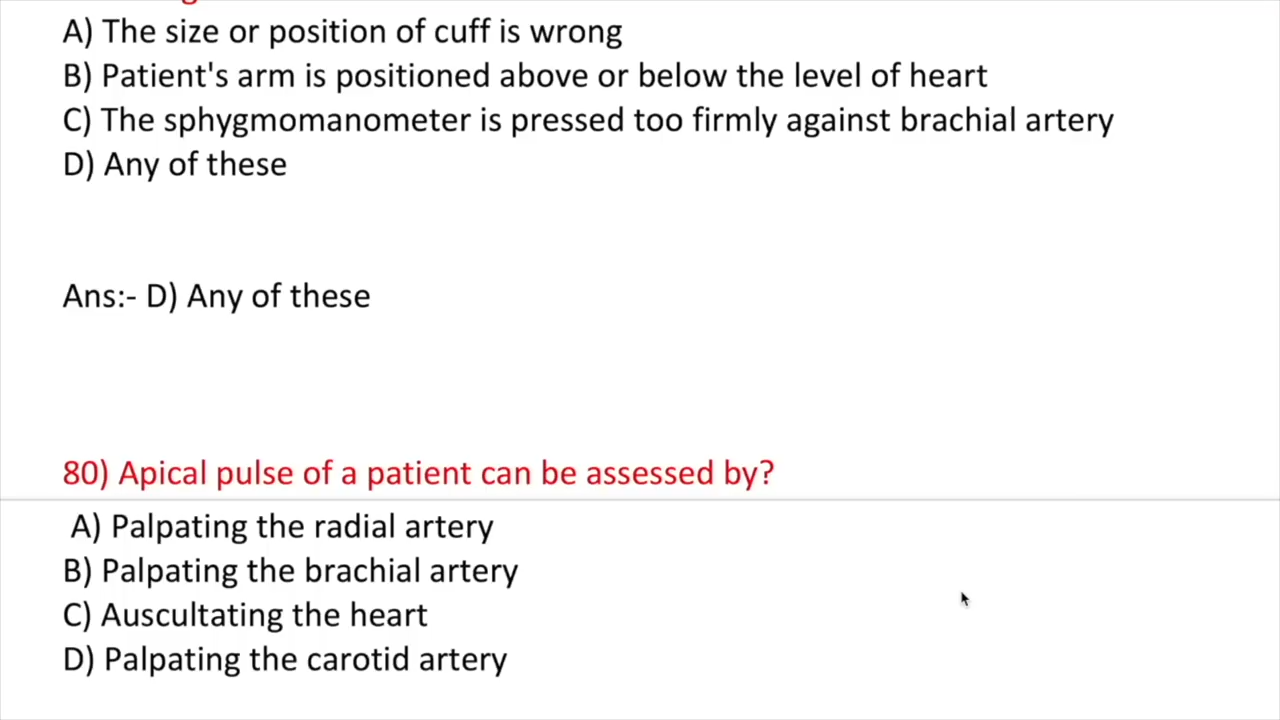 A) The size or position of cuff is wrong
B) Patient's arm is positioned above or below the level of heart
C) The sphygmomanometer is pressed too firmly against brachial artery
D) Any of these
Ans:- D) Any of these
80) Apical pulse of a patient can be assessed by?
A) Palpating the radial artery
B) Palpating the brachial artery
C) Auscultating the heart
D) Palpating the carotid artery